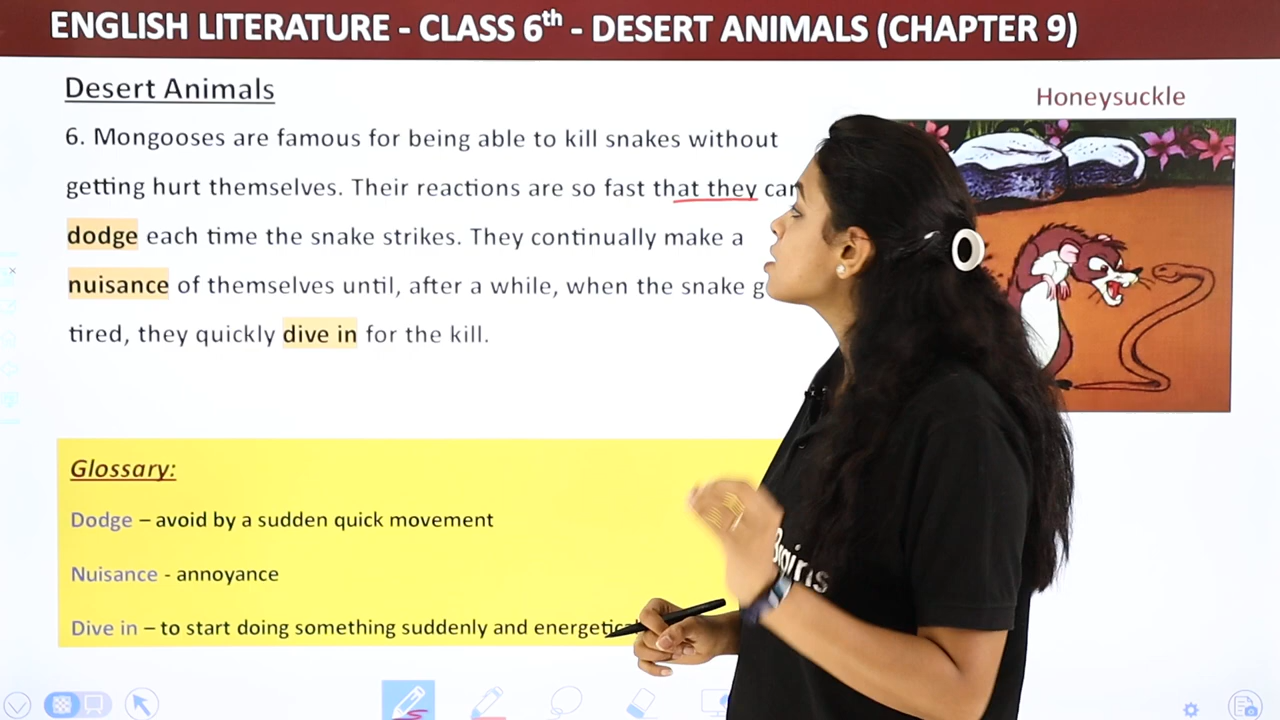 ENGLISH LITERATURE - CLASS 6th - DESERT ANIMALS (CHAPTER 9)
Desert Animals
Honeysuckle
6. Mongooses are famous for being able to kill snakes without
getting hurt themselves. Their reactions are so fast that they can
dodge each time the snake strikes. They continually make a
nuisance of themselves until, after a while, when the snake
tired, they quickly dive in for the kill.
Glossary:
Dodge – avoid by a sudden quick movement
Nuisance - annoyance
Dive in – to start doing something suddenly and